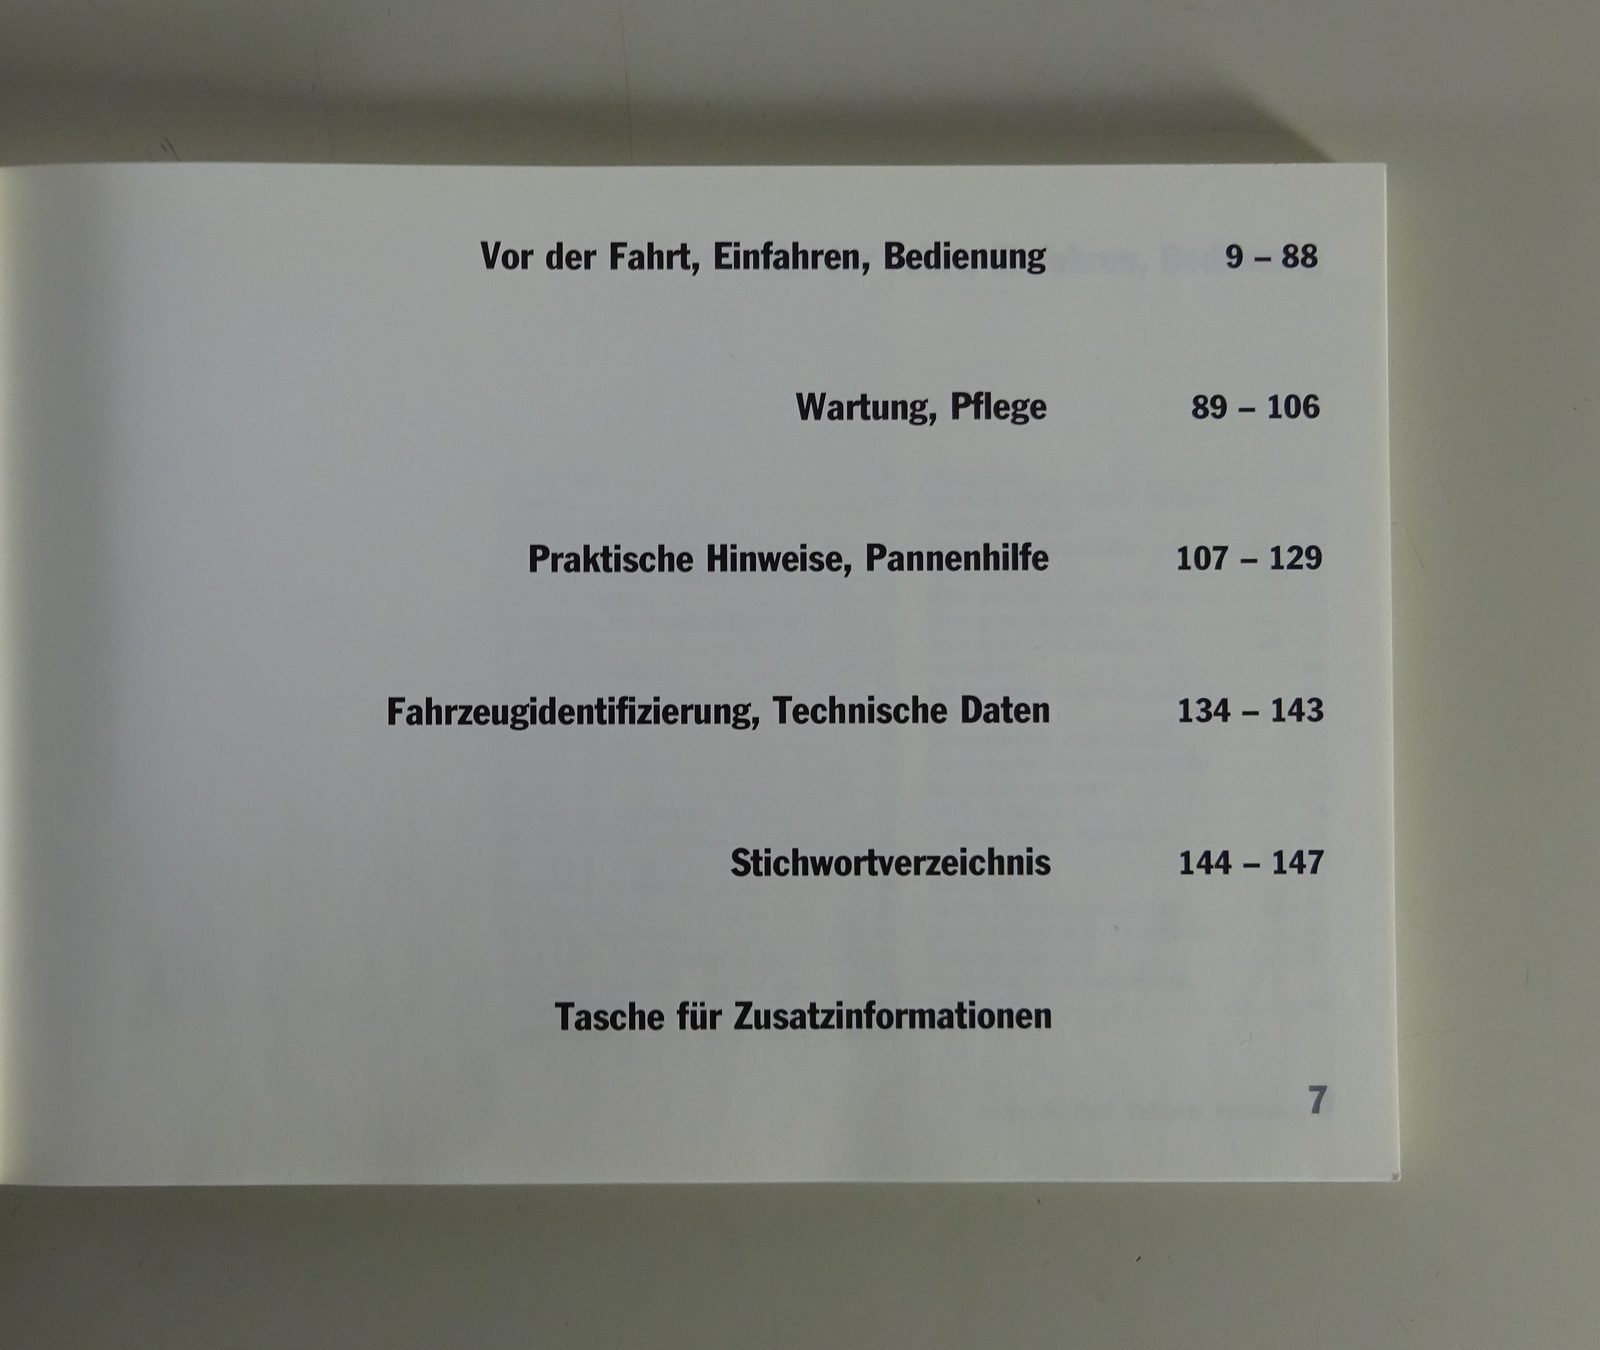 Vor der Fahrt, Einfahren, Bedienung 9 – 88
Wartung, Pflege 89 – 106
Praktische Hinweise, Pannenhilfe 107 – 129
Fahrzeugidentifizierung, Technische Daten 134 – 143
Stichwortverzeichnis 144 – 147
Tasche für Zusatzinformationen
7